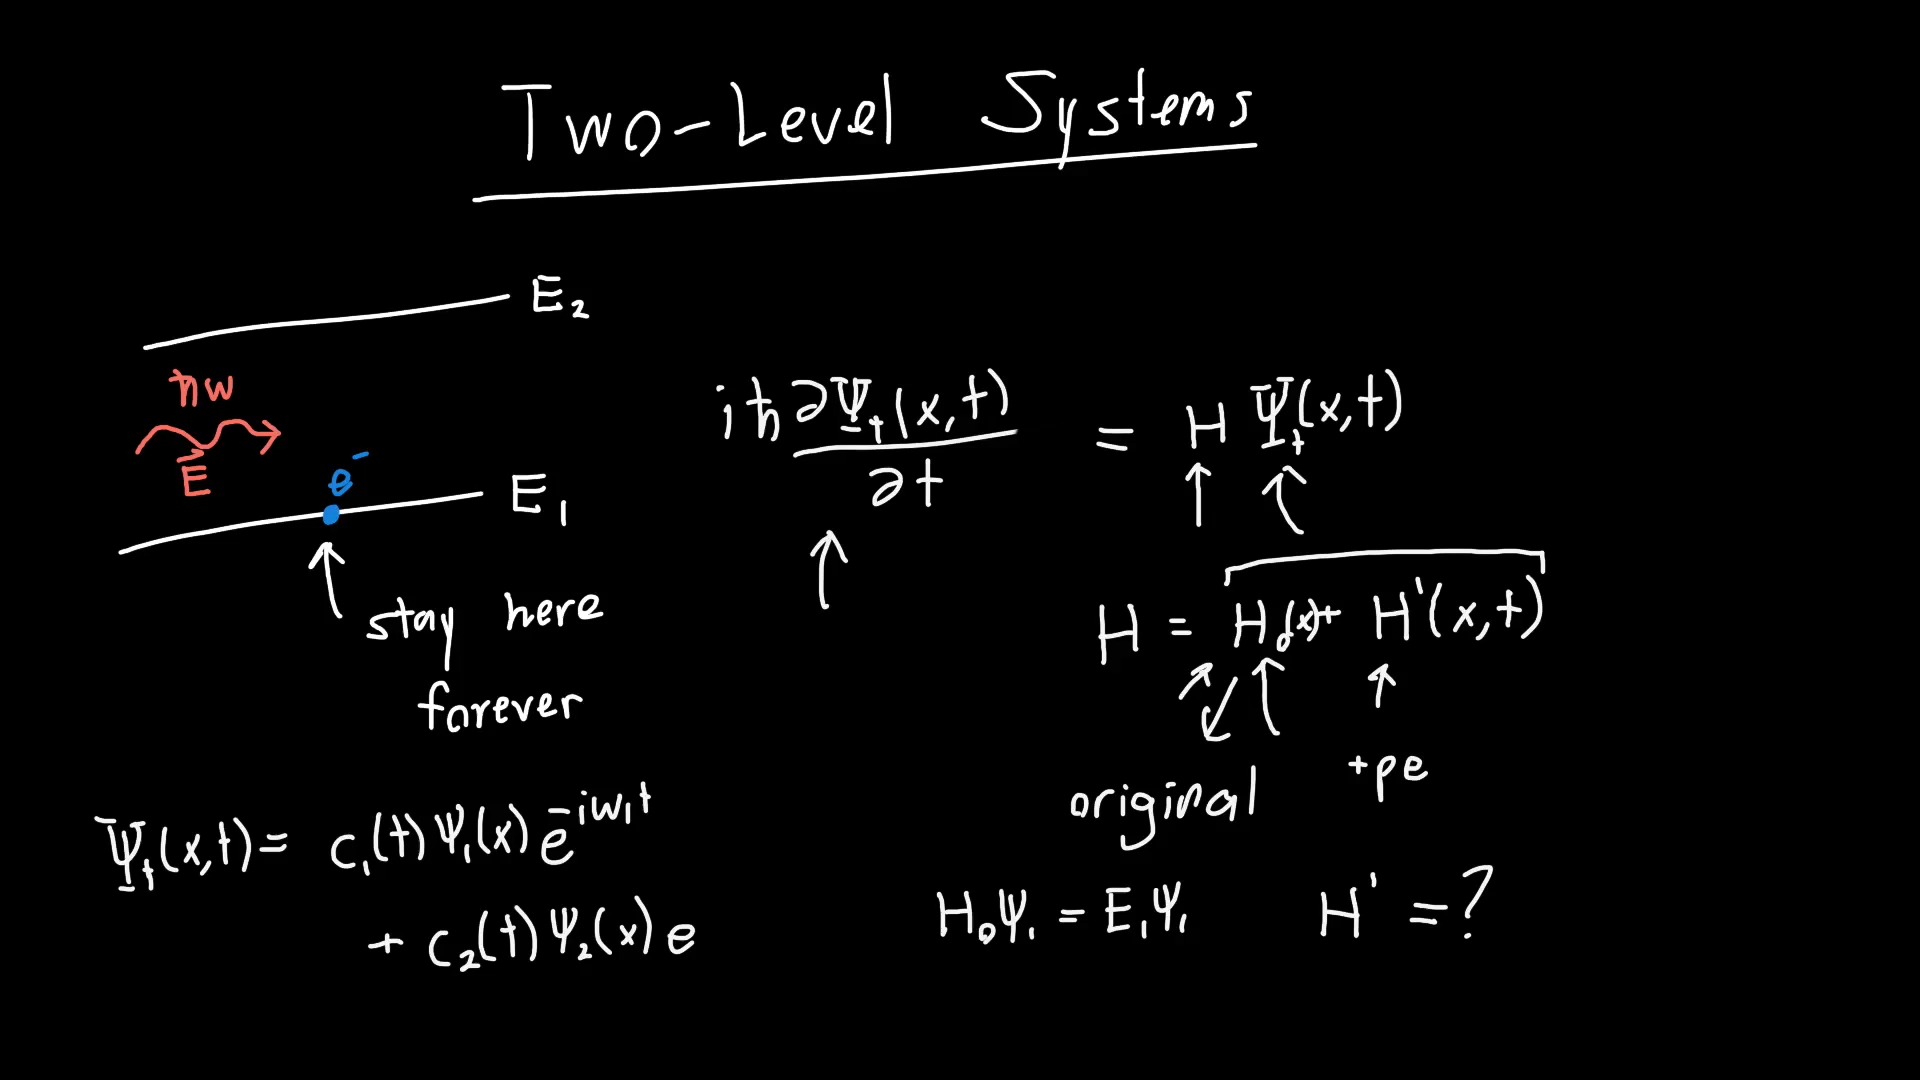 Two-Level Systems
E₂
ħw
E⃗
e⁻
E₁
stay here
forever
iħ ∂Ψₜ(x,t) / ∂t = H Ψₜ(x,t)
H = H₀(x) + H'(x,t)
original
+pe
Ψₜ(x,t) = c₁(t) Ψ₁(x) e^-iw₁t
+ c₂(t) Ψ₂(x) e
H₀Ψ₁ = E₁Ψ₁
H' = ?